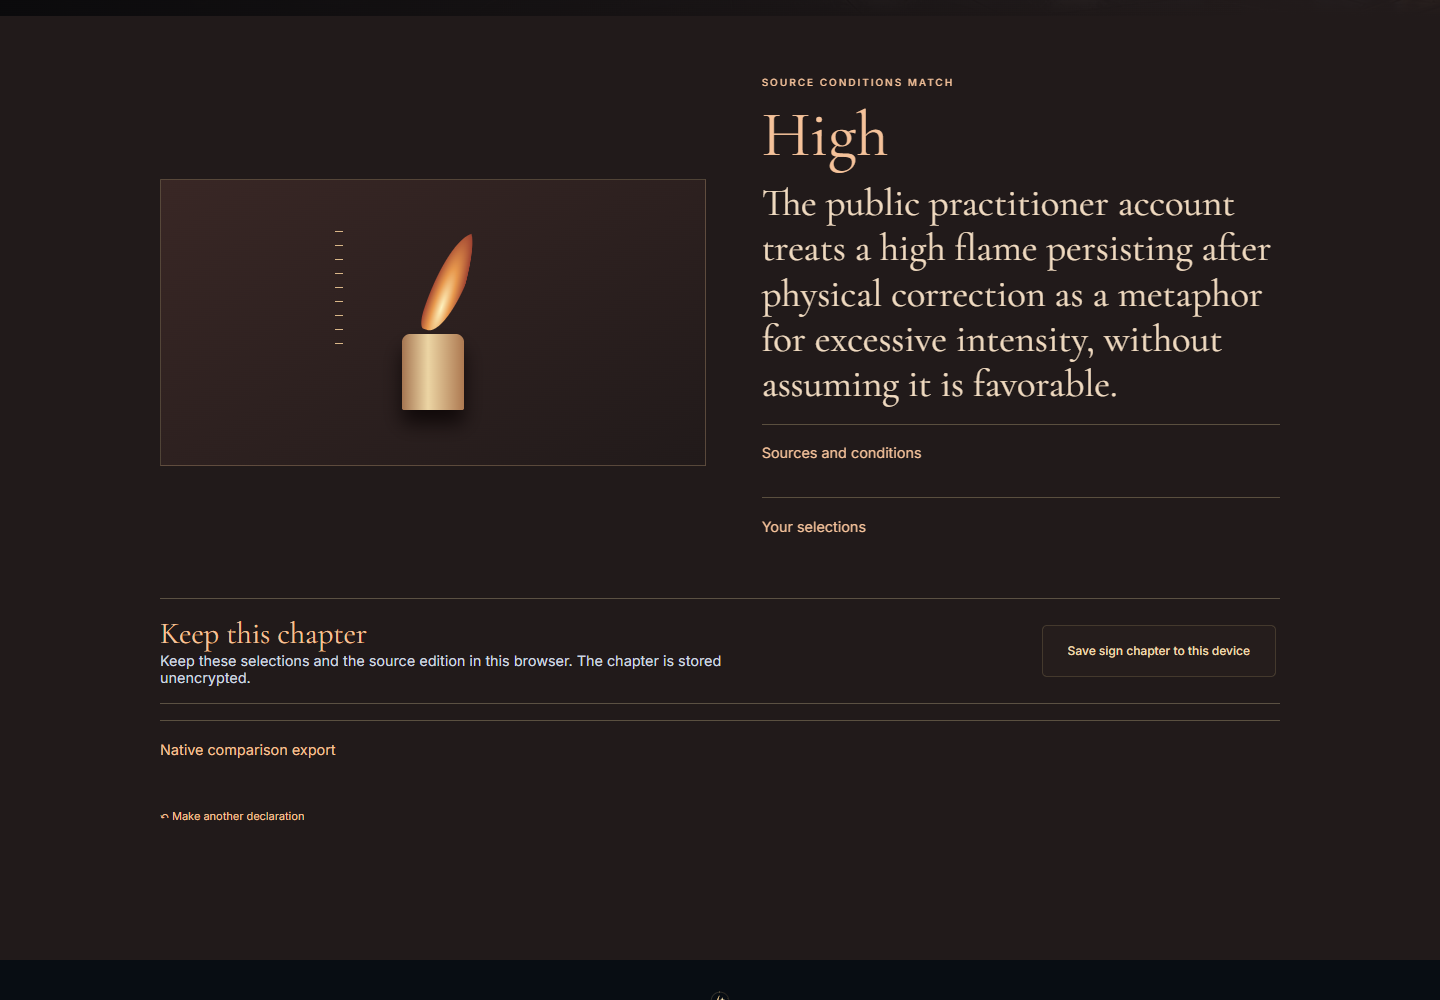 SOURCE CONDITIONS MATCH
High
The public practitioner account
treats a high flame persisting after
physical correction as a metaphor
for excessive intensity, without
assuming it is favorable.
Sources and conditions
Your selections
Keep this chapter
Keep these selections and the source edition in this browser. The chapter is stored
unencrypted.
Save sign chapter to this device
Native comparison export
↶ Make another declaration